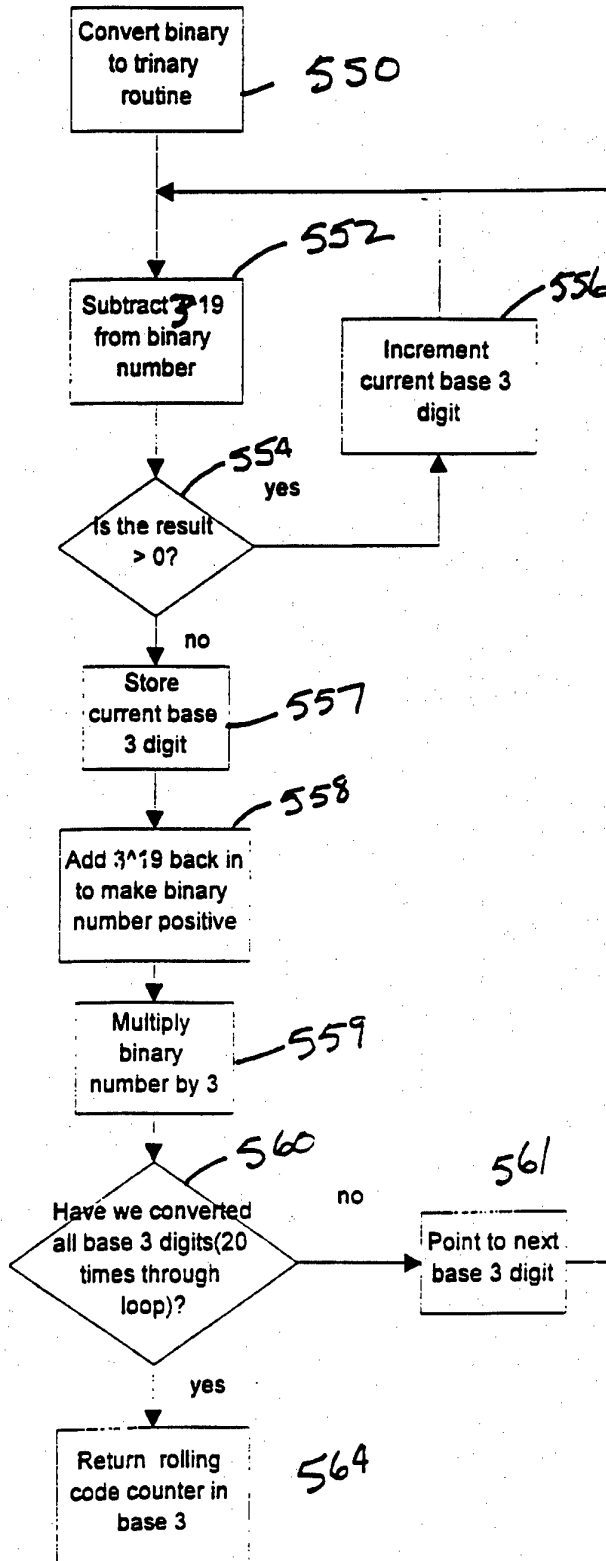 Convert binary
to trinary
routine
550
552
Subtract 3^19
from binary
number
556
Increment
current base 3
digit
554
yes
Is the result
> 0?
no
Store
current base
3 digit
557
558
Add 3^19 back in
to make binary
number positive
Multiply
binary
number by 3
559
560
Have we converted
all base 3 digits(20
times through
loop)?
no
561
Point to next
base 3 digit
yes
Return rolling
code counter in
base 3
564